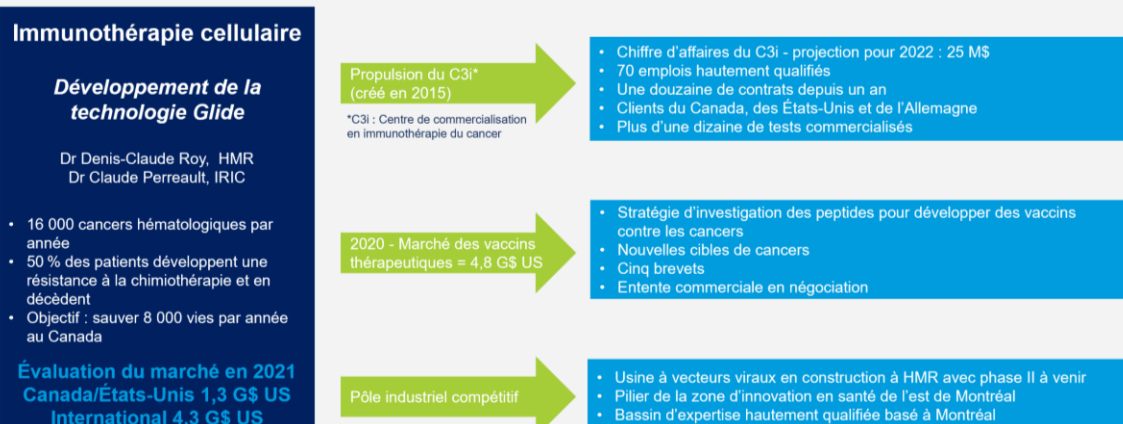 Immunothérapie cellulaire
Développement de la
technologie Glide
Dr Denis-Claude Roy, HMR
Dr Claude Perreault, IRIC
• 16 000 cancers hématologiques par
année
• 50 % des patients développent une
résistance à la chimiothérapie et en
décèdent
• Objectif : sauver 8 000 vies par année
au Canada
Évaluation du marché en 2021
Canada/États-Unis 1,3 G$ US
International 4,3 G$ US
Propulsion du C3i*
(créé en 2015)
*C3i : Centre de commercialisation
en immunothérapie du cancer
• Chiffre d'affaires du C3i - projection pour 2022 : 25 M$
• 70 emplois hautement qualifiés
• Une douzaine de contrats depuis un an
• Clients du Canada, des États-Unis et de l'Allemagne
• Plus d'une dizaine de tests commercialisés
2020 - Marché des vaccins
thérapeutiques = 4,8 G$ US
• Stratégie d'investigation des peptides pour développer des vaccins
contre les cancers
• Nouvelles cibles de cancers
• Cinq brevets
• Entente commerciale en négociation
Pôle industriel compétitif
• Usine à vecteurs viraux en construction à HMR avec phase II à venir
• Pilier de la zone d'innovation en santé de l'est de Montréal
• Bassin d'expertise hautement qualifiée basé à Montréal